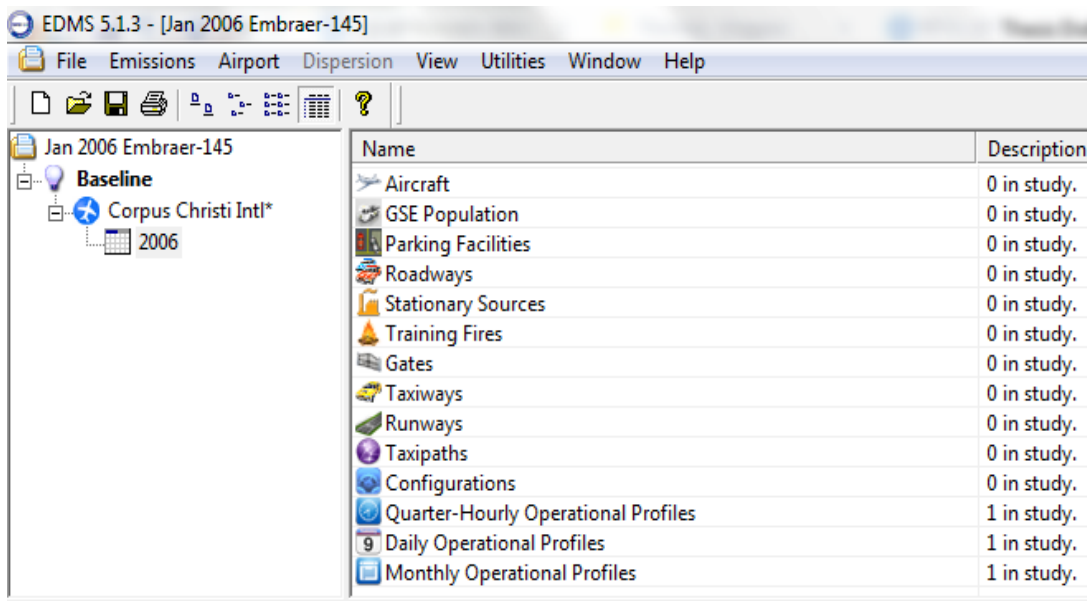 EDMS 5.1.3 - [Jan 2006 Embraer-145]
File Emissions Airport Dispersion View Utilities Window Help
Jan 2006 Embraer-145
Baseline
Corpus Christi Intl*
2006
Name Description
Aircraft 0 in study.
GSE Population 0 in study.
Parking Facilities 0 in study.
Roadways 0 in study.
Stationary Sources 0 in study.
Training Fires 0 in study.
Gates 0 in study.
Taxiways 0 in study.
Runways 0 in study.
Taxipaths 0 in study.
Configurations 0 in study.
Quarter-Hourly Operational Profiles 1 in study.
9 Daily Operational Profiles 1 in study.
Monthly Operational Profiles 1 in study.